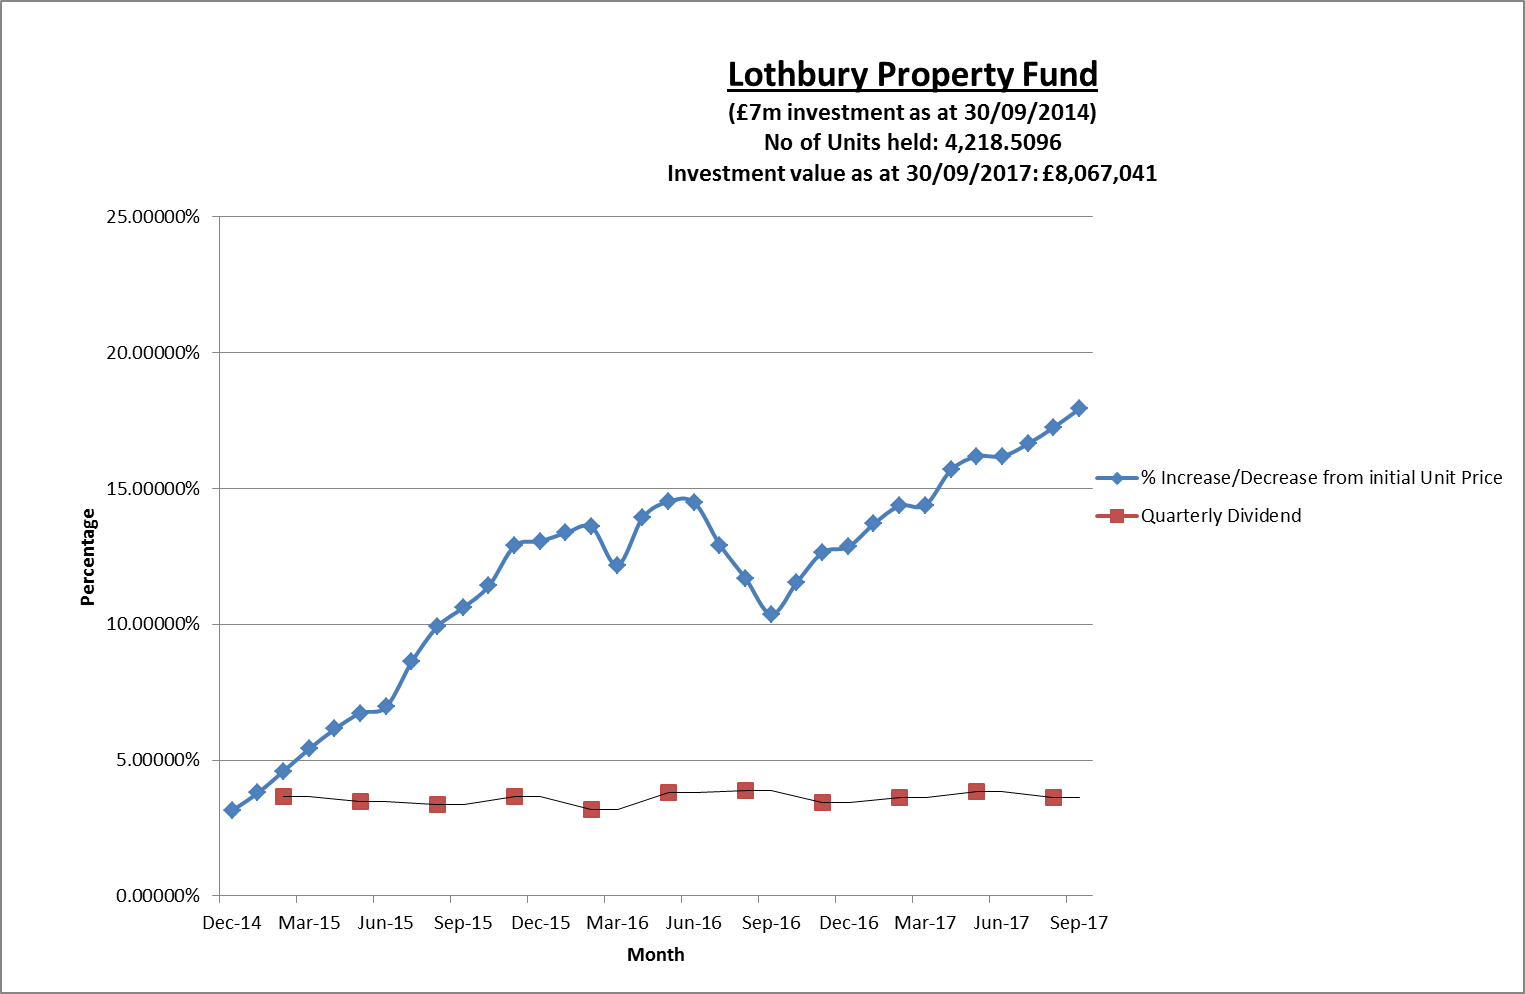 Lothbury Property Fund
(£7m investment as at 30/09/2014)
No of Units held: 4,218.5096
Investment value as at 30/09/2017: £8,067,041
25.00000%
20.00000%
15.00000%
10.00000%
5.00000%
0.00000%
Percentage
Dec-14 Mar-15 Jun-15 Sep-15 Dec-15 Mar-16 Jun-16 Sep-16 Dec-16 Mar-17 Jun-17 Sep-17
Month
% Increase/Decrease from initial Unit Price
Quarterly Dividend